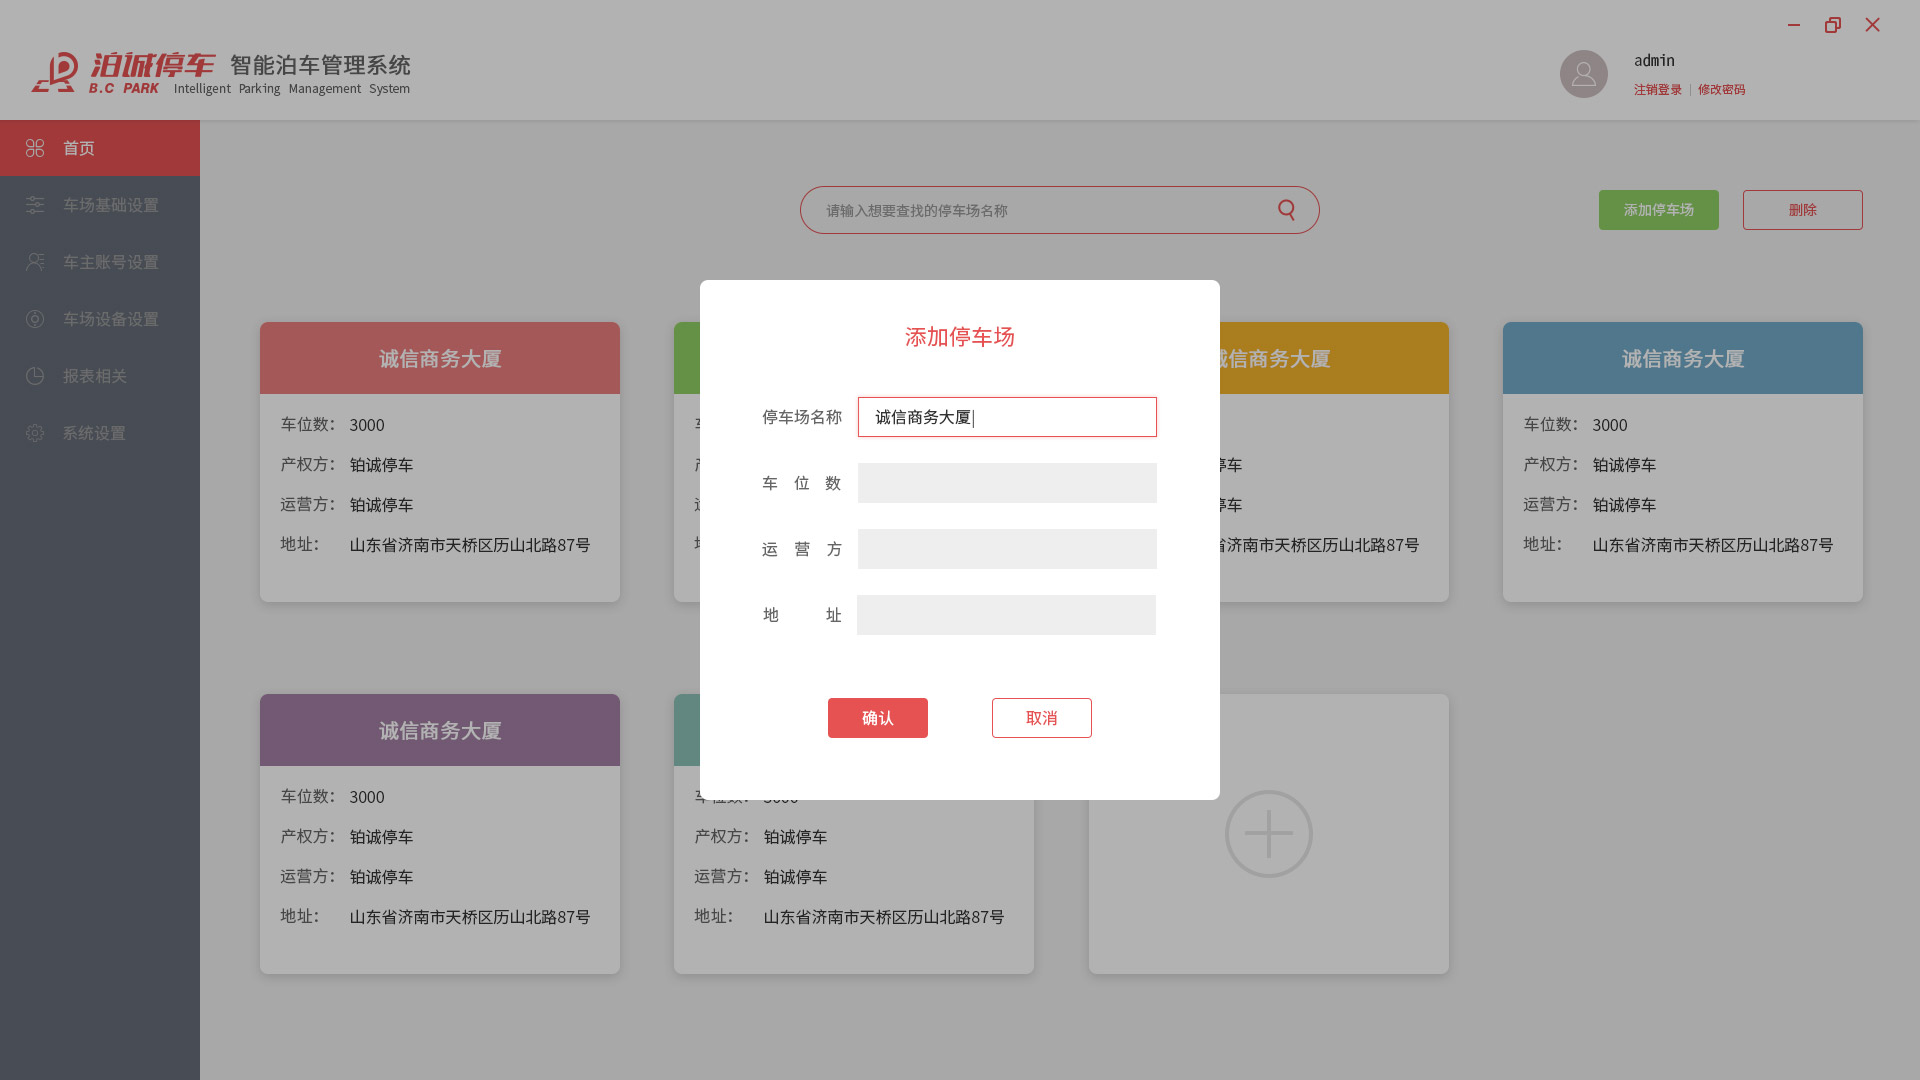 泊诚停车 智能泊车管理系统
B.C PARK Intelligent Parking Management System
admin
注销登录 | 修改密码
首页
车场基础设置
车主账号设置
车场设备设置
报表相关
系统设置
请输入想要查找的停车场名称
添加停车场
删除
诚信商务大厦
车位数： 3000
产权方： 铂诚停车
运营方： 铂诚停车
地址： 山东省济南市天桥区历山北路87号
信商务大厦
停车
停车
省济南市天桥区历山北路87号
诚信商务大厦
车位数： 3000
产权方： 铂诚停车
运营方： 铂诚停车
地址： 山东省济南市天桥区历山北路87号
添加停车场
停车场名称 诚信商务大厦
车 位 数
运 营 方
地 址
确认
取消
诚信商务大厦
车位数： 3000
产权方： 铂诚停车
运营方： 铂诚停车
地址： 山东省济南市天桥区历山北路87号
车位数： 3000
产权方： 铂诚停车
运营方： 铂诚停车
地址： 山东省济南市天桥区历山北路87号